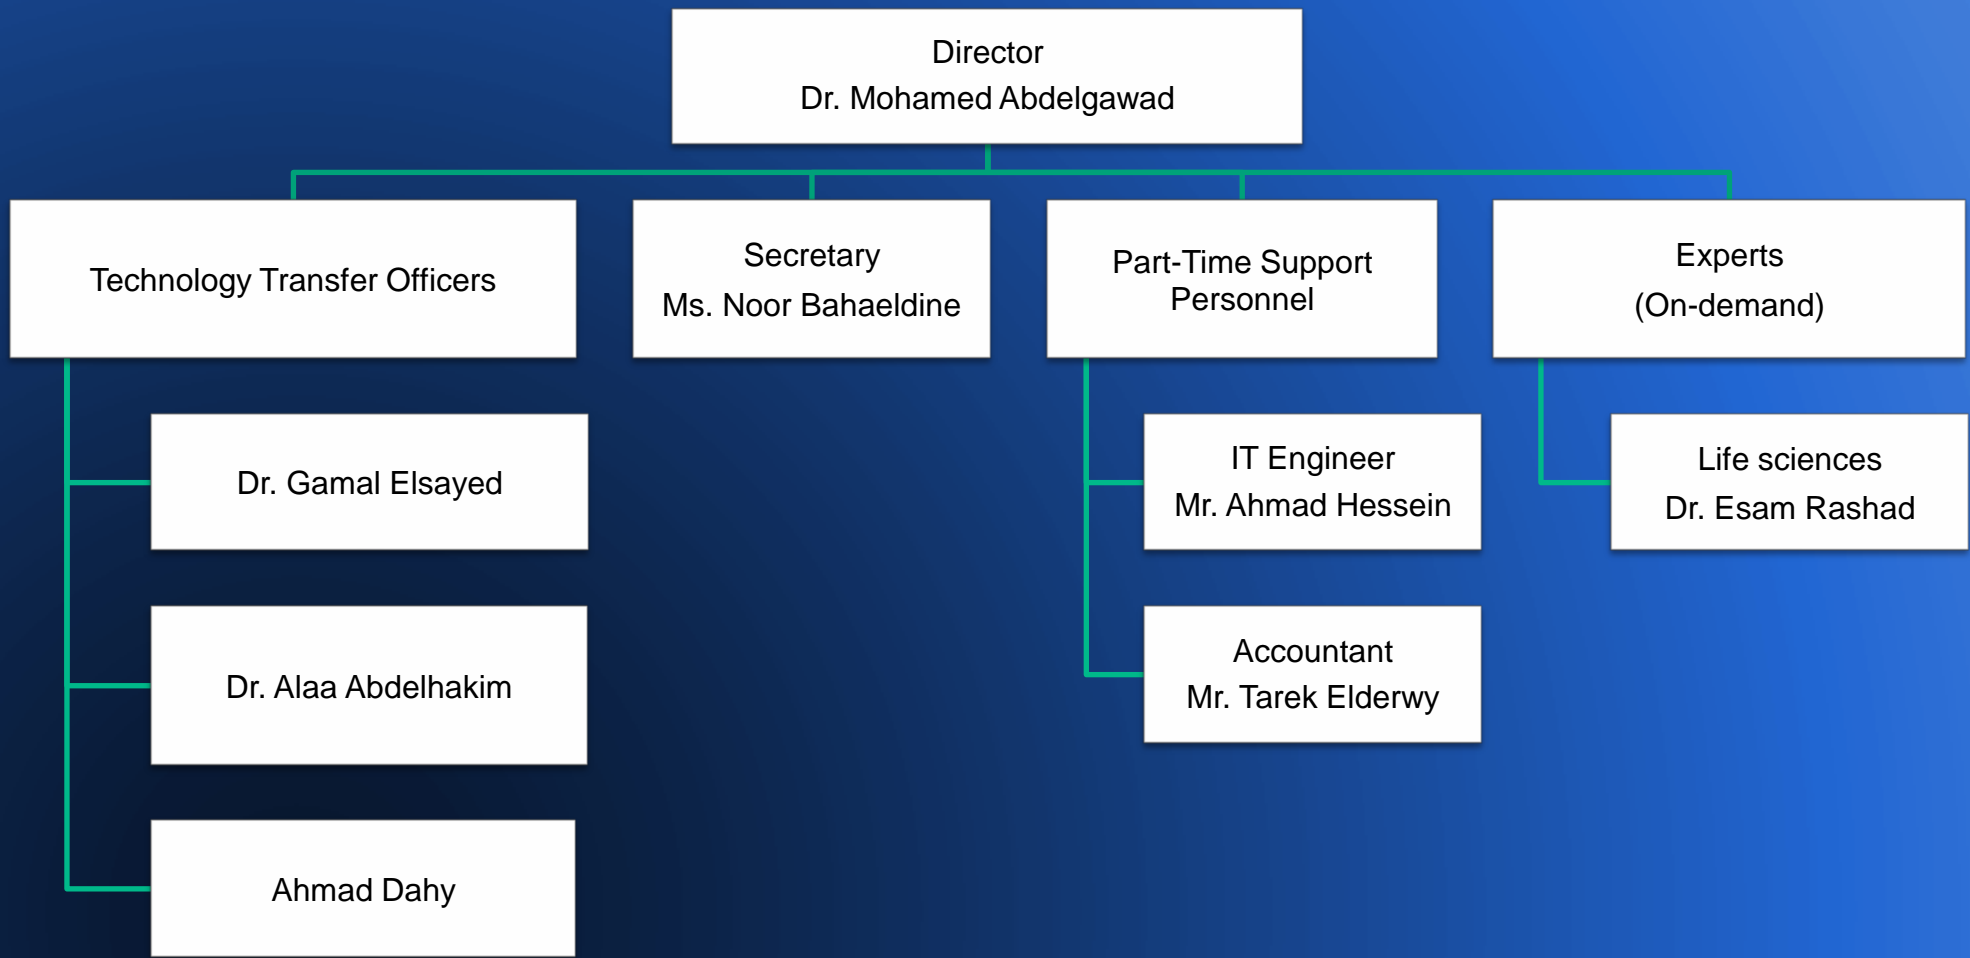 Director
Dr. Mohamed Abdelgawad
Technology Transfer Officers
Secretary
Ms. Noor Bahaeldine
Part-Time Support
Personnel
Experts
(On-demand)
Dr. Gamal Elsayed
IT Engineer
Mr. Ahmad Hessein
Life sciences
Dr. Esam Rashad
Dr. Alaa Abdelhakim
Accountant
Mr. Tarek Elderwy
Ahmad Dahy